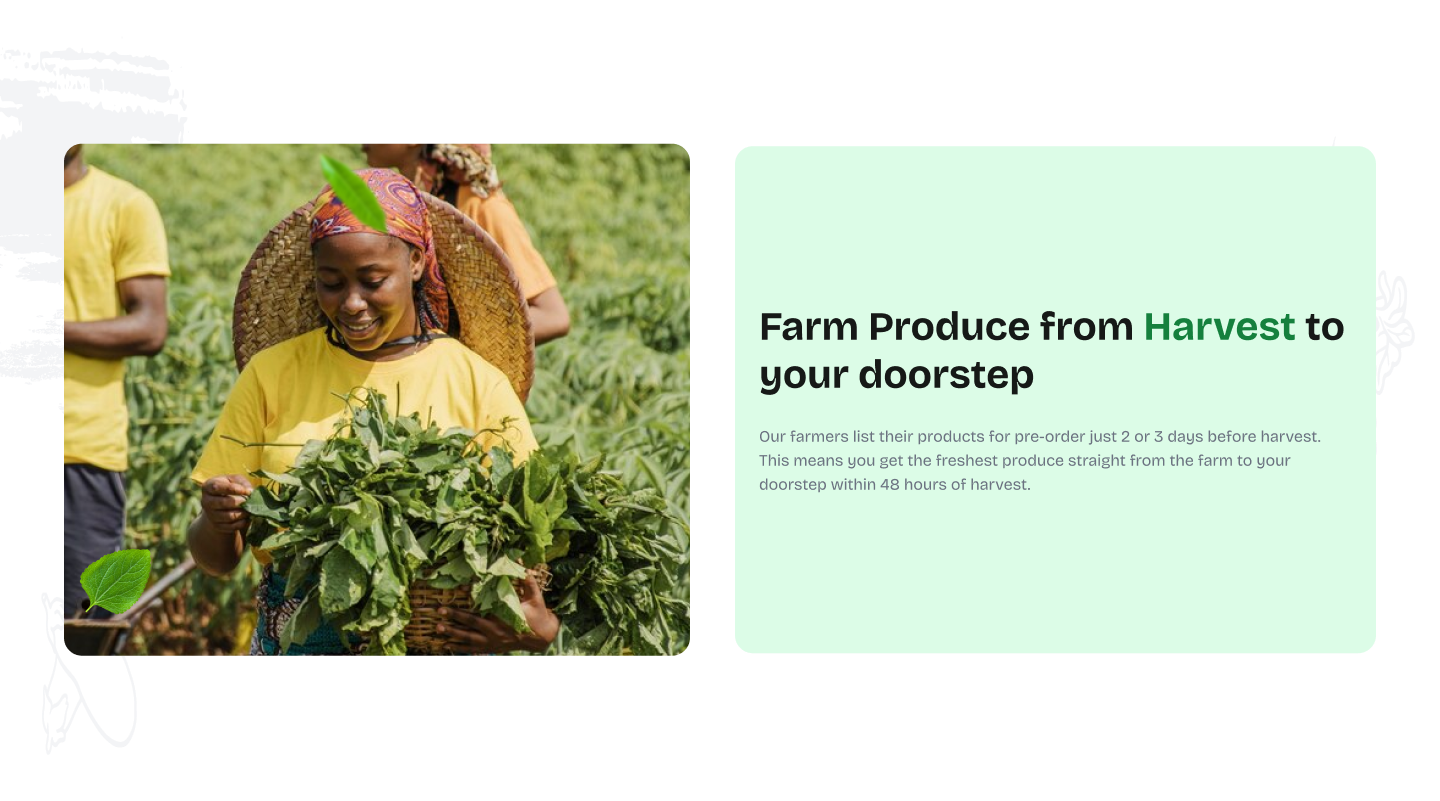 Farm Produce from Harvest to
your doorstep
Our farmers list their products for pre-order just 2 or 3 days before harvest.
This means you get the freshest produce straight from the farm to your
doorstep within 48 hours of harvest.